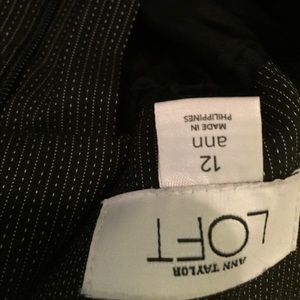 ANN TAYLOR
LOFT
12
ann
MADE IN
PHILIPPINES